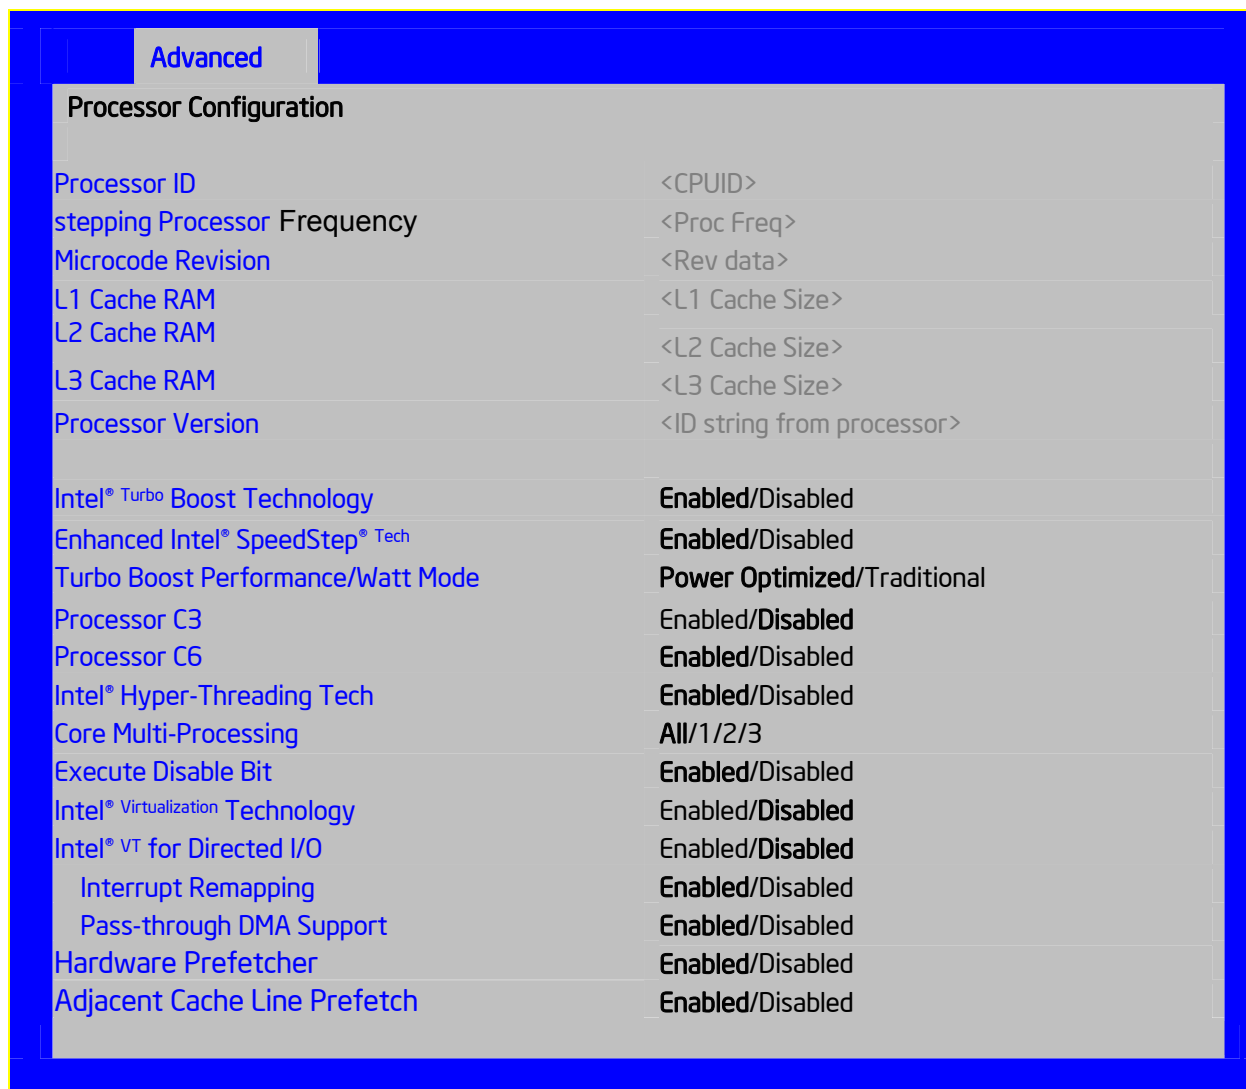 Advanced
Processor Configuration
Processor ID <CPUID>
stepping Processor Frequency <Proc Freq>
Microcode Revision <Rev data>
L1 Cache RAM <L1 Cache Size>
L2 Cache RAM <L2 Cache Size>
L3 Cache RAM <L3 Cache Size>
Processor Version <ID string from processor>
Intel® Turbo Boost Technology Enabled/Disabled
Enhanced Intel® SpeedStep® Tech Enabled/Disabled
Turbo Boost Performance/Watt Mode Power Optimized/Traditional
Processor C3 Enabled/Disabled
Processor C6 Enabled/Disabled
Intel® Hyper-Threading Tech Enabled/Disabled
Core Multi-Processing All/1/2/3
Execute Disable Bit Enabled/Disabled
Intel® Virtualization Technology Enabled/Disabled
Intel® VT for Directed I/O Enabled/Disabled
Interrupt Remapping Enabled/Disabled
Pass-through DMA Support Enabled/Disabled
Hardware Prefetcher Enabled/Disabled
Adjacent Cache Line Prefetch Enabled/Disabled